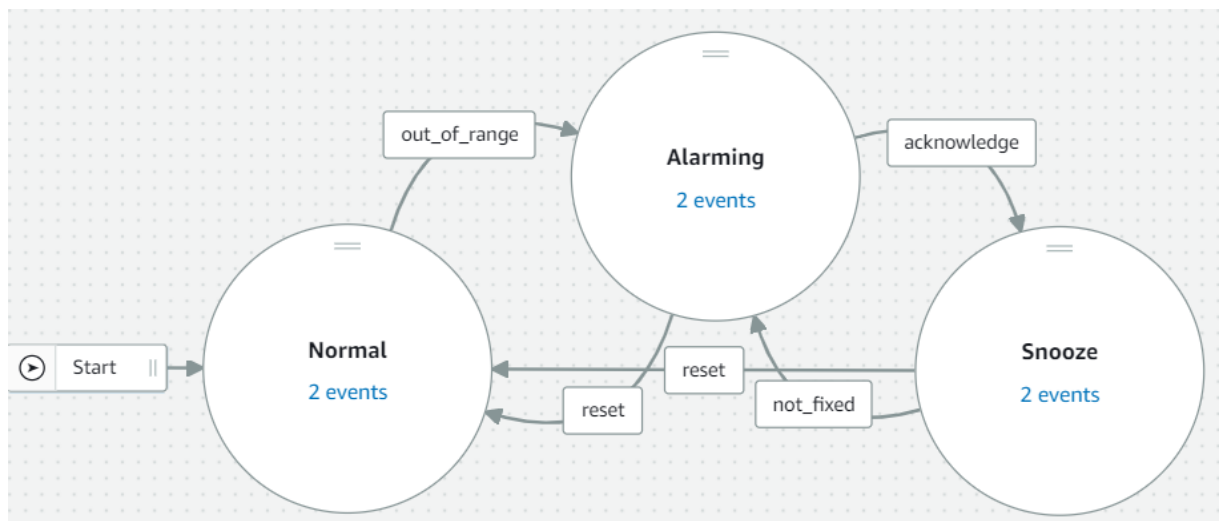 out_of_range
acknowledge
Alarming
2 events
Normal
2 events
Snooze
2 events
Start
reset
reset
not_fixed